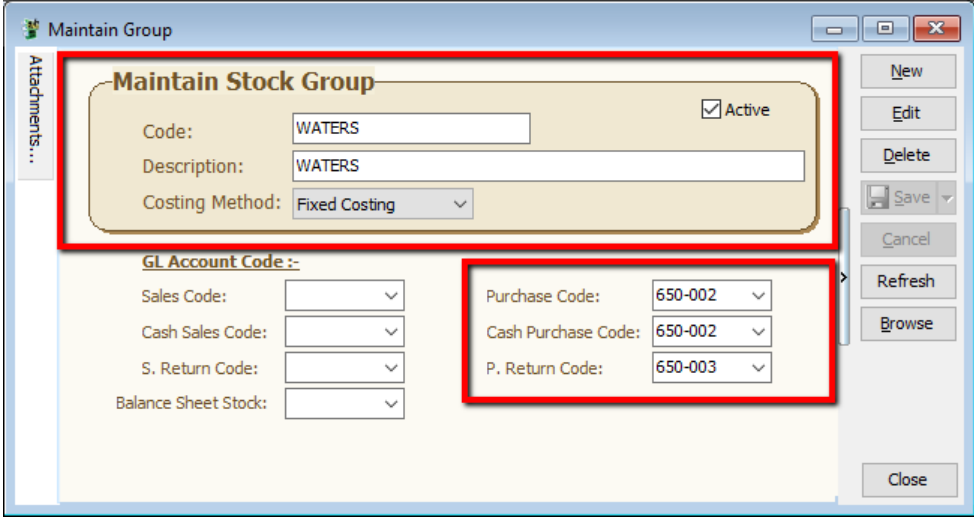 Maintain Group
Attachments...
Maintain Stock Group
Active
Code: WATERS
Description: WATERS
Costing Method: Fixed Costing
GL Account Code :-
Sales Code:
Cash Sales Code:
S. Return Code:
Balance Sheet Stock:
Purchase Code: 650-002
Cash Purchase Code: 650-002
P. Return Code: 650-003
New
Edit
Delete
Save
Cancel
Refresh
Browse
Close